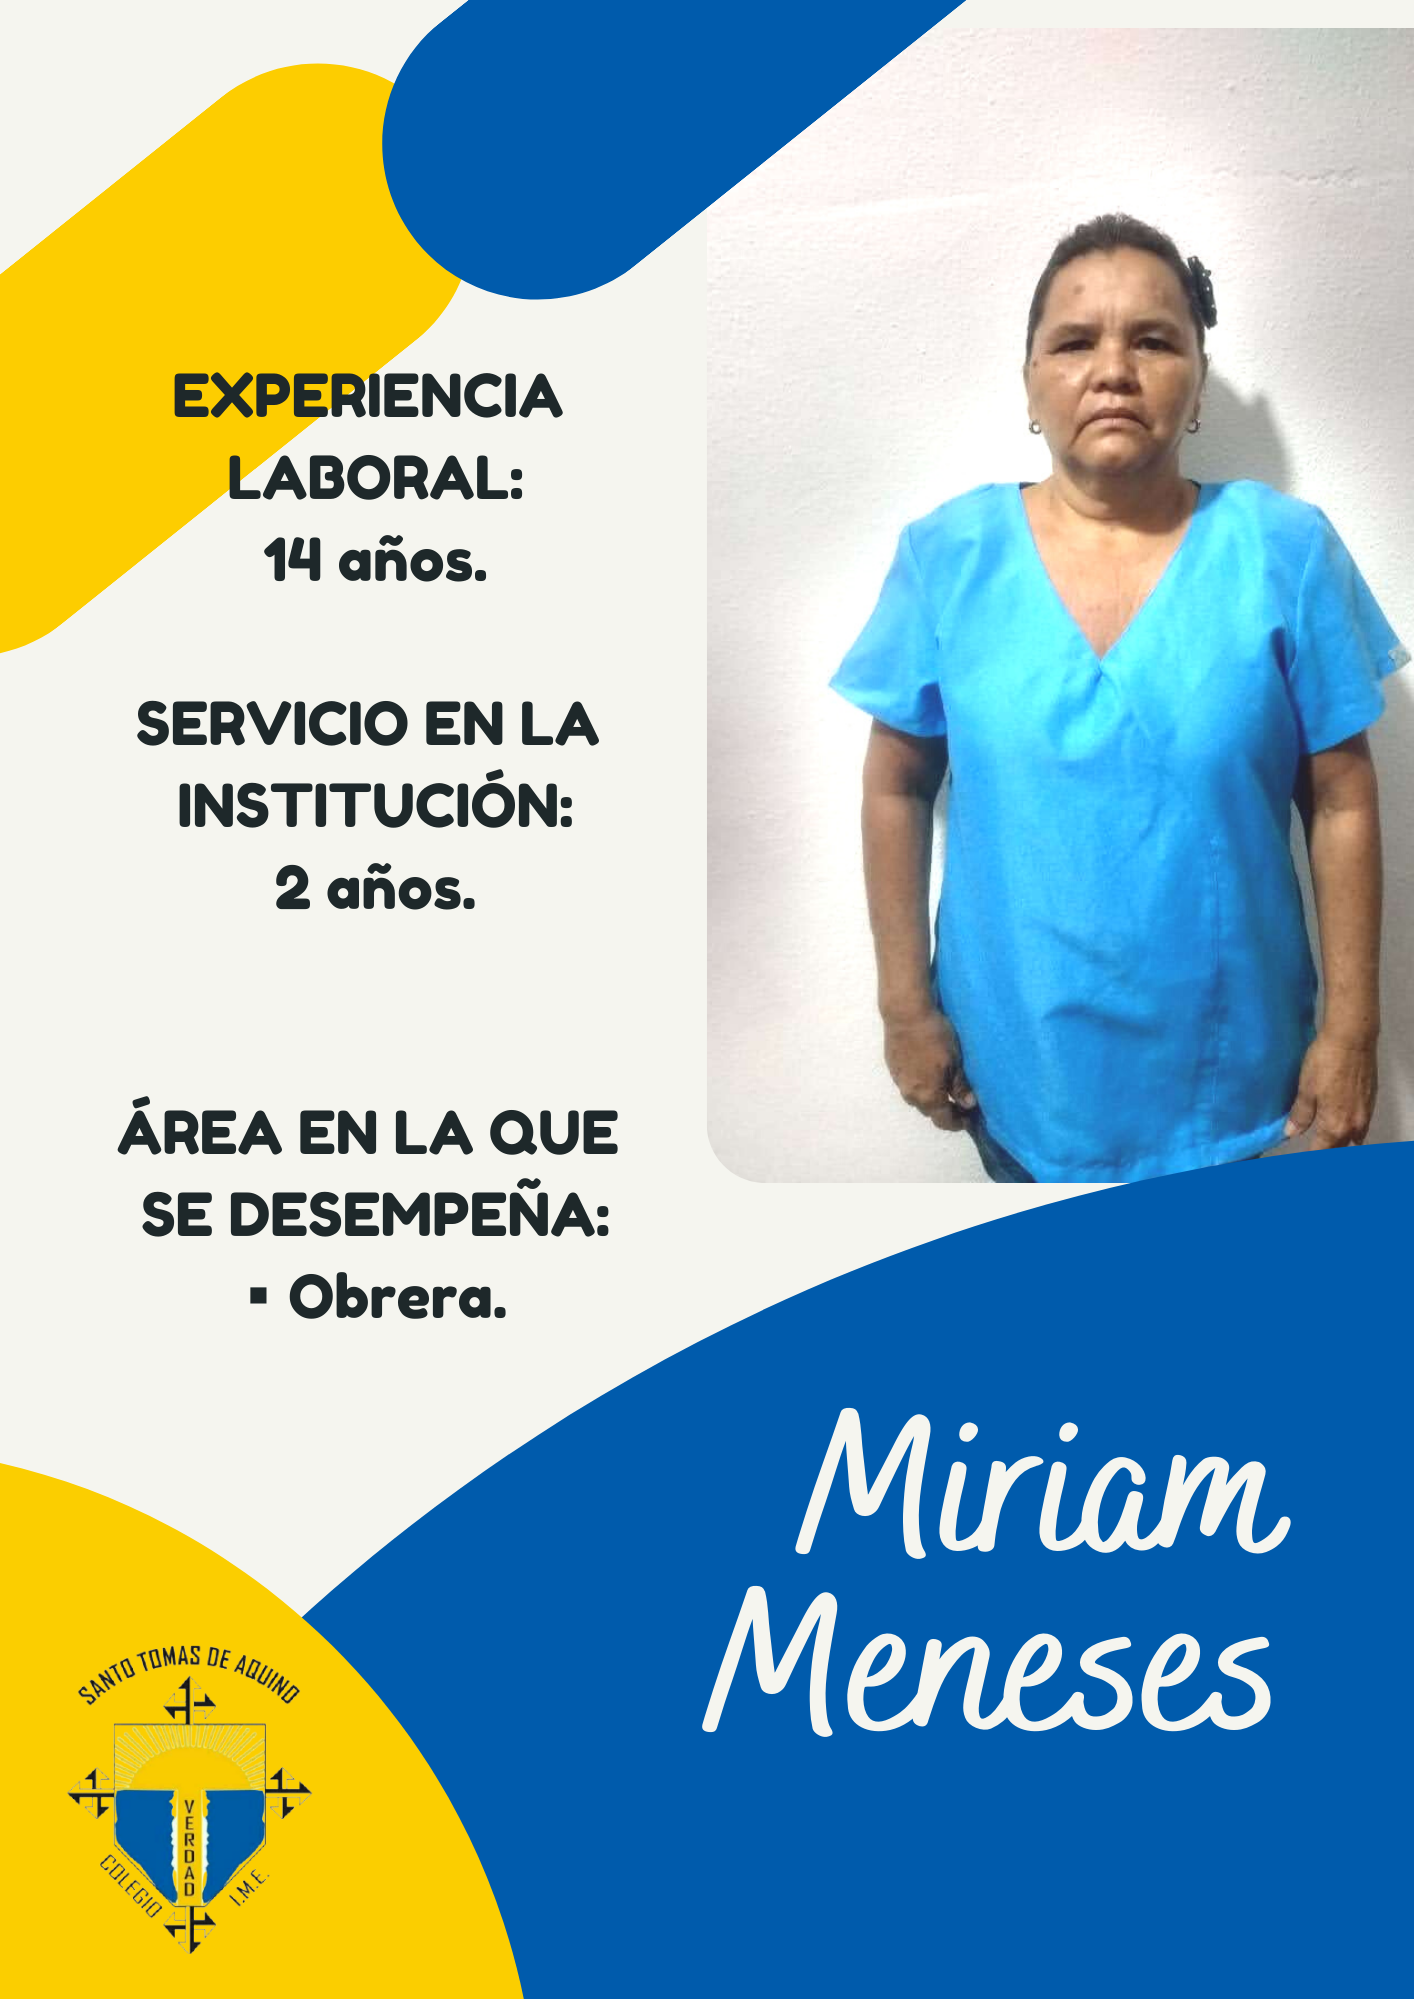 EXPERIENCIA
LABORAL:
14 años.
SERVICIO EN LA
INSTITUCIÓN:
2 años.
ÁREA EN LA QUE
SE DESEMPEÑA:
▪ Obrera.
Miriam
Meneses
SANTO TOMAS DE AQUINO
VERDAD
COLEGIO
I.M.E.